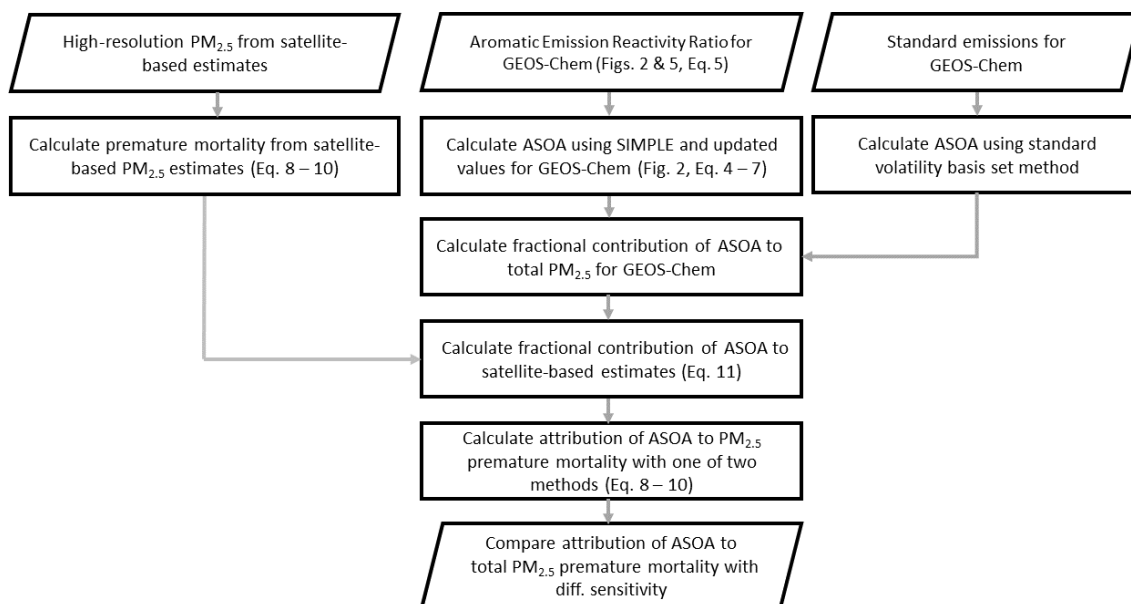 2.5
High-resolution PM2.5 from satellite-
based estimates
Aromatic Emission Reactivity Ratio for
GEOS-Chem (Figs. 2 & 5, Eq. 5)
Standard emissions for
GEOS-Chem
Calculate premature mortality from satellite-
based PM2.5 estimates (Eq. 8 – 10)
Calculate ASOA using SIMPLE and updated
values for GEOS-Chem (Fig. 2, Eq. 4 – 7)
Calculate ASOA using standard
volatility basis set method
Calculate fractional contribution of ASOA to
total PM2.5 for GEOS-Chem
Calculate fractional contribution of ASOA to
satellite-based estimates (Eq. 11)
Calculate attribution of ASOA to PM2.5
premature mortality with one of two
methods (Eq. 8 – 10)
Compare attribution of ASOA to
total PM2.5 premature mortality with
diff. sensitivity